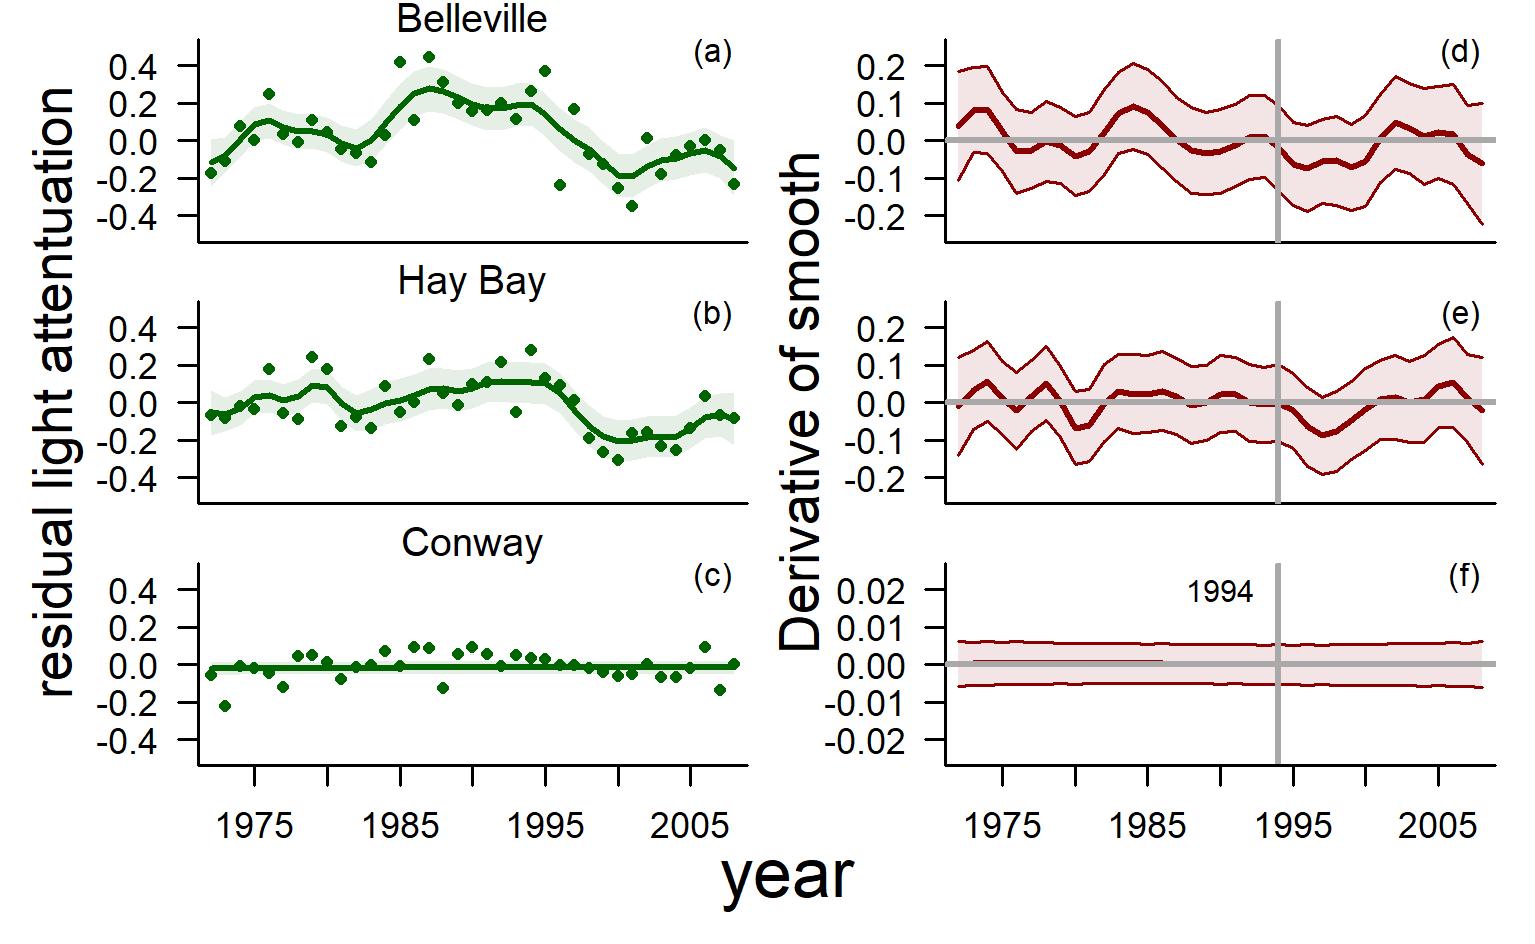 Belleville
(a)
0.4
0.2
0.0
-0.2
-0.4
(d)
0.2
0.1
0.0
-0.1
-0.2
Hay Bay
(b)
0.4
0.2
0.0
-0.2
-0.4
(e)
0.2
0.1
0.0
-0.1
-0.2
Conway
(c)
0.4
0.2
0.0
-0.2
-0.4
1975 1985 1995 2005
(f)
1994
0.02
0.01
0.00
-0.01
-0.02
1975 1985 1995 2005
residual light attentuation
Derivative of smooth
year